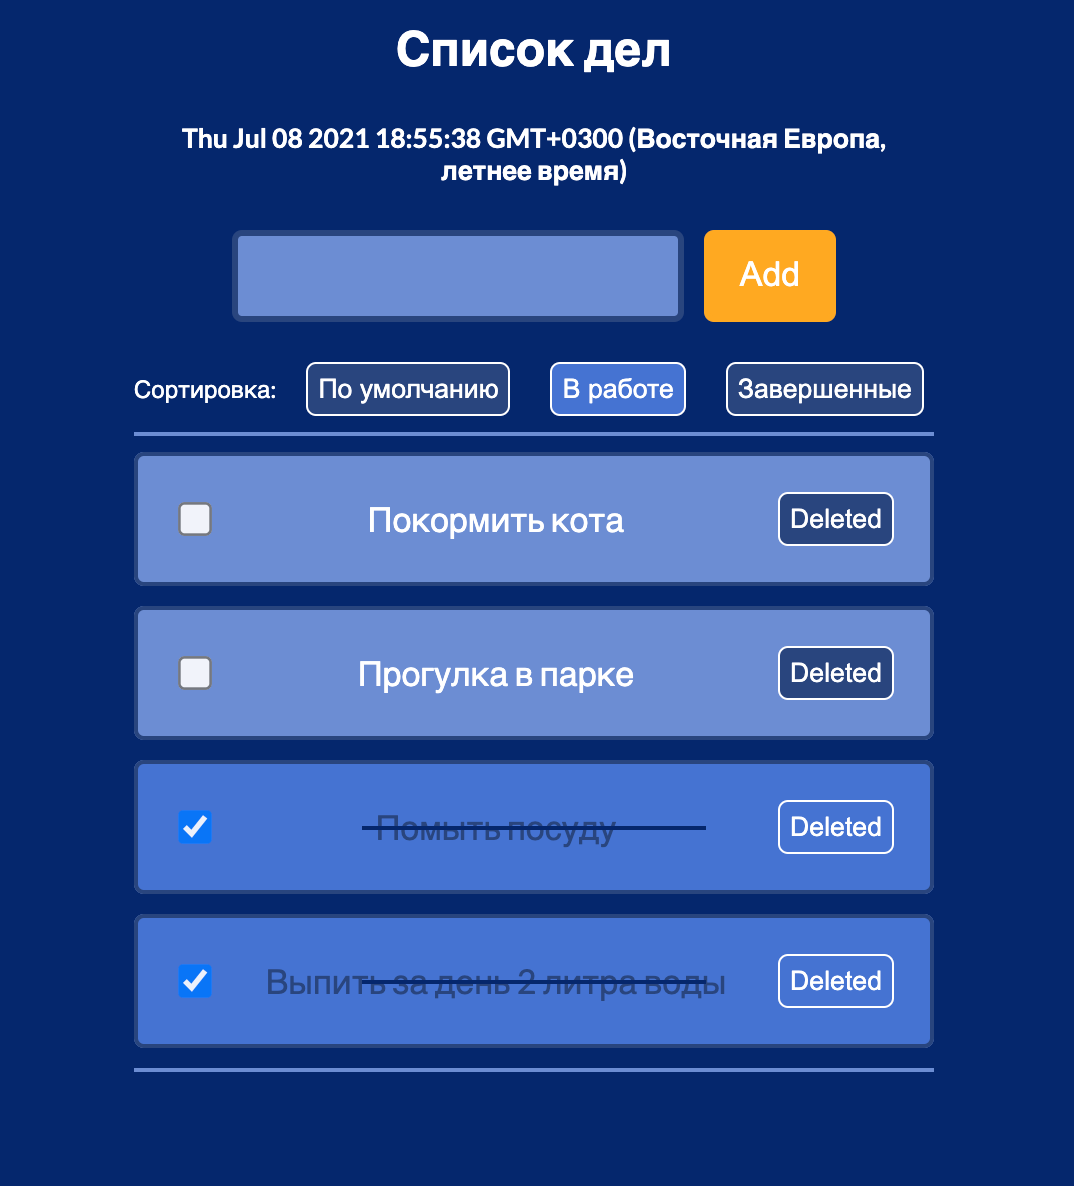 Список дел
Thu Jul 08 2021 18:55:38 GMT+0300 (Восточная Европа,
летнее время)
Add
Сортировка: По умолчанию В работе Завершенные
Покормить кота Deleted
Прогулка в парке Deleted
Помыть посуду Deleted
Выпить за день 2 литра воды Deleted